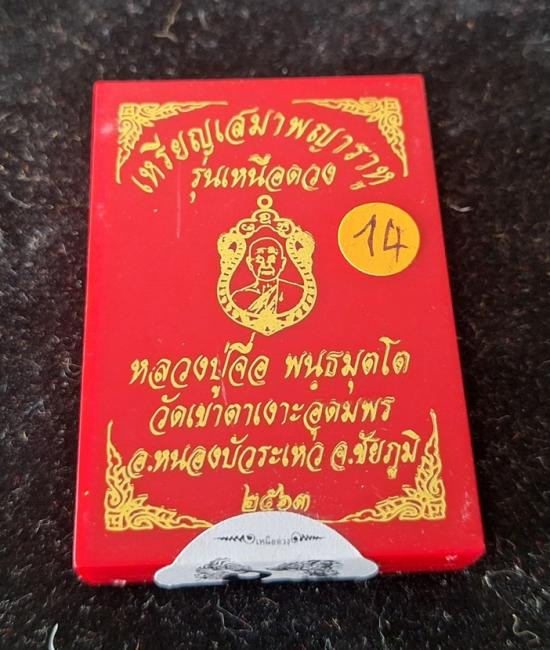 เหรียญเสมาพญาราหู
รุ่นเหนือดวง
14
หลวงปู่จื่อ พนฺธมุตฺโต
วัดเขาตาเงาะอุดมพร
อ.หนองบัวระเหว จ.ชัยภูมิ
๒๕๖๓
เหนือดวง